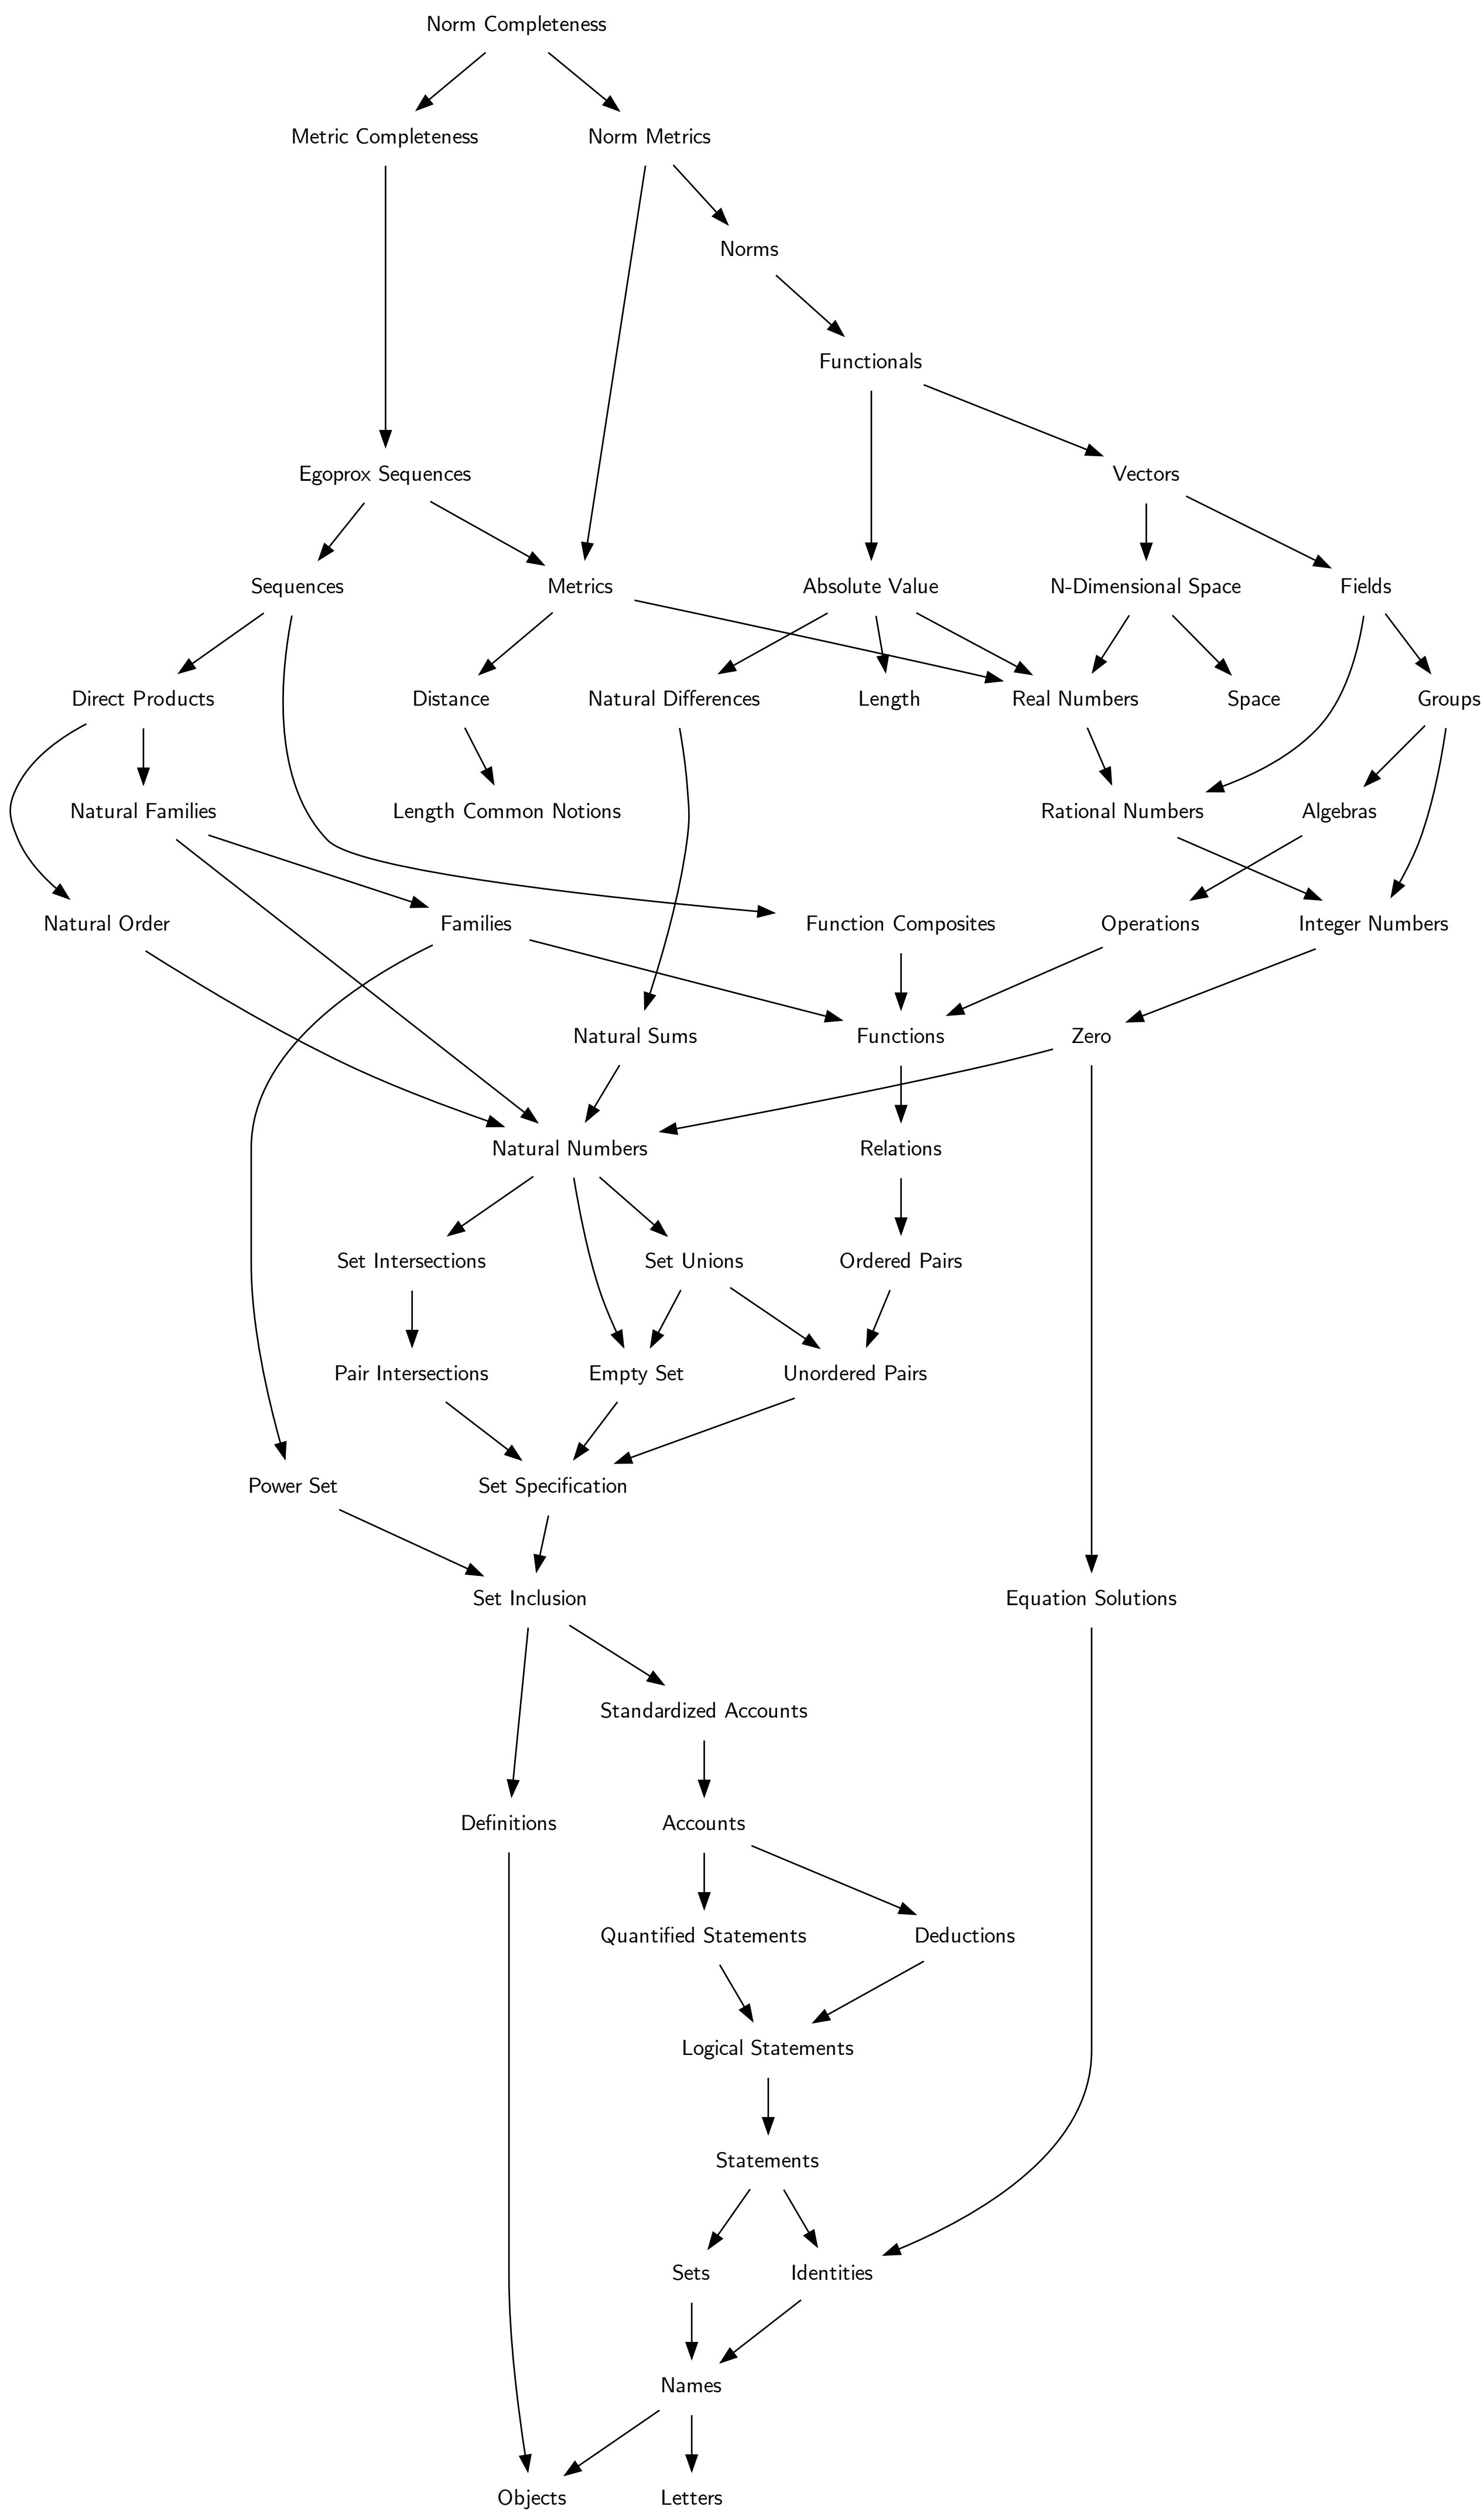 Norm Completeness
Metric Completeness
Norm Metrics
Norms
Functionals
Egoprox Sequences
Vectors
Sequences
Metrics
Absolute Value
N-Dimensional Space
Fields
Direct Products
Distance
Natural Differences
Length
Real Numbers
Space
Groups
Natural Families
Length Common Notions
Rational Numbers
Algebras
Natural Order
Families
Function Composites
Operations
Integer Numbers
Natural Sums
Functions
Zero
Natural Numbers
Relations
Set Intersections
Set Unions
Ordered Pairs
Pair Intersections
Empty Set
Unordered Pairs
Power Set
Set Specification
Set Inclusion
Equation Solutions
Standardized Accounts
Definitions
Accounts
Quantified Statements
Deductions
Logical Statements
Statements
Sets
Identities
Names
Objects
Letters